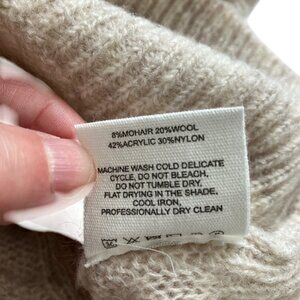 8%MOHAIR 20%WOOL
42%ACRYLIC 30%NYLON
MACHINE WASH COLD DELICATE
CYCLE, DO NOT BLEACH,
DO NOT TUMBLE DRY,
FLAT DRYING IN THE SHADE,
COOL IRON,
PROFESSIONALLY DRY CLEAN